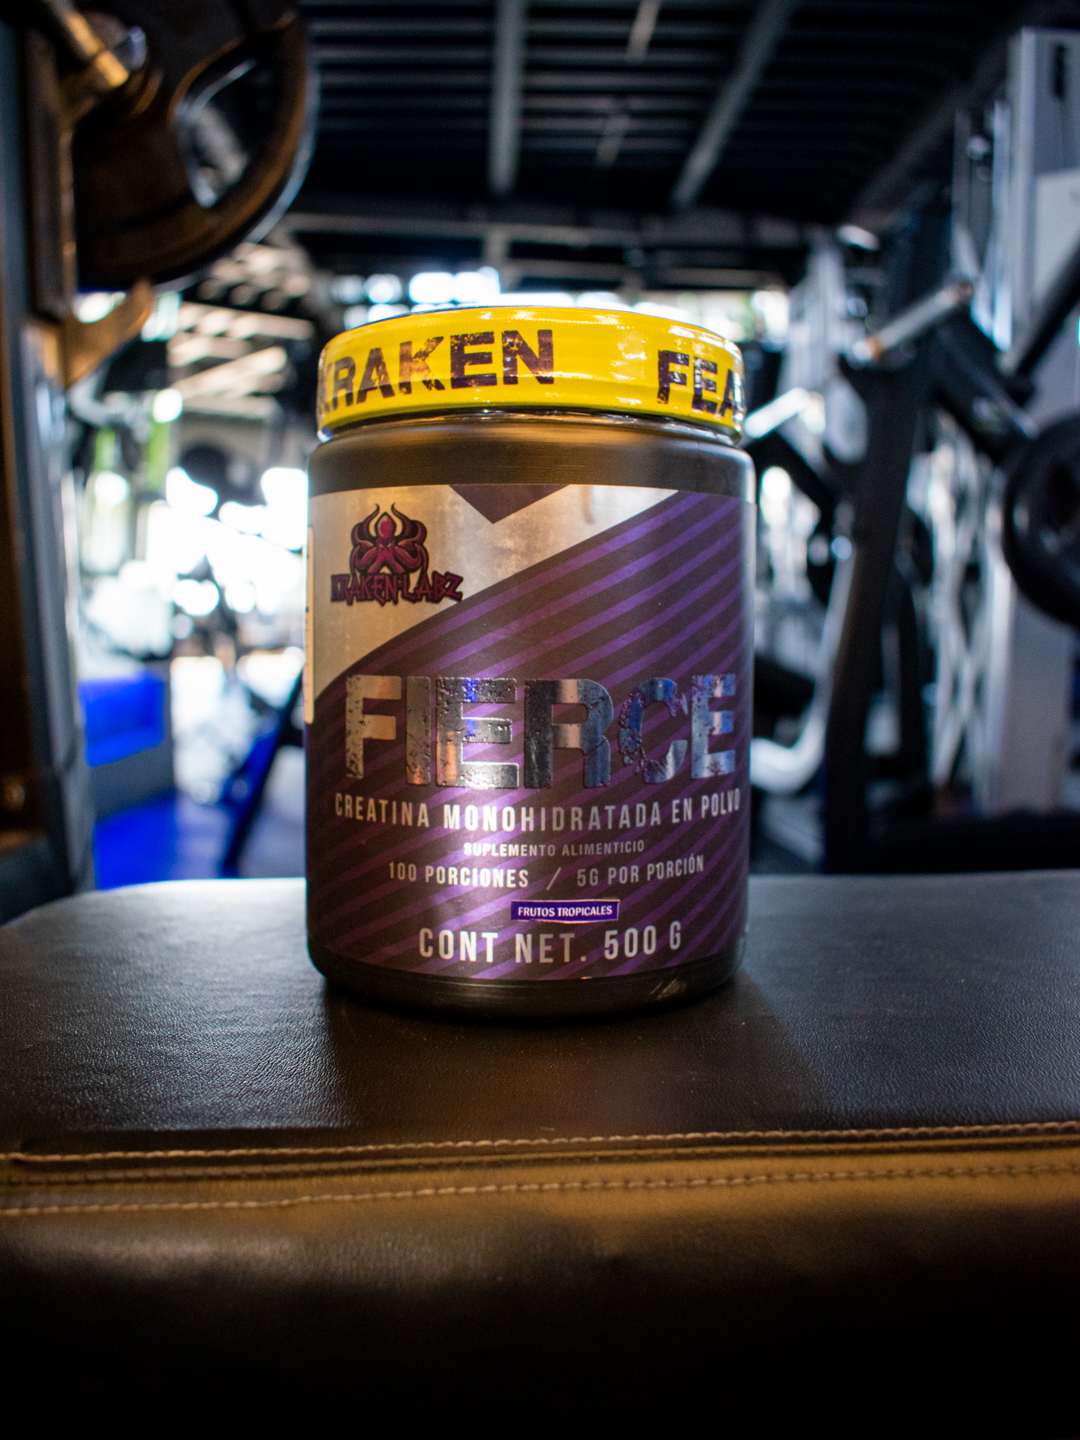 KRAKEN FEA
KRAKEN LABZ
FIERCE
CREATINA MONOHIDRATADA EN POLVO
SUPLEMENTO ALIMENTICIO
100 PORCIONES / 5G POR PORCIÓN
FRUTOS TROPICALES
CONT NET. 500 G